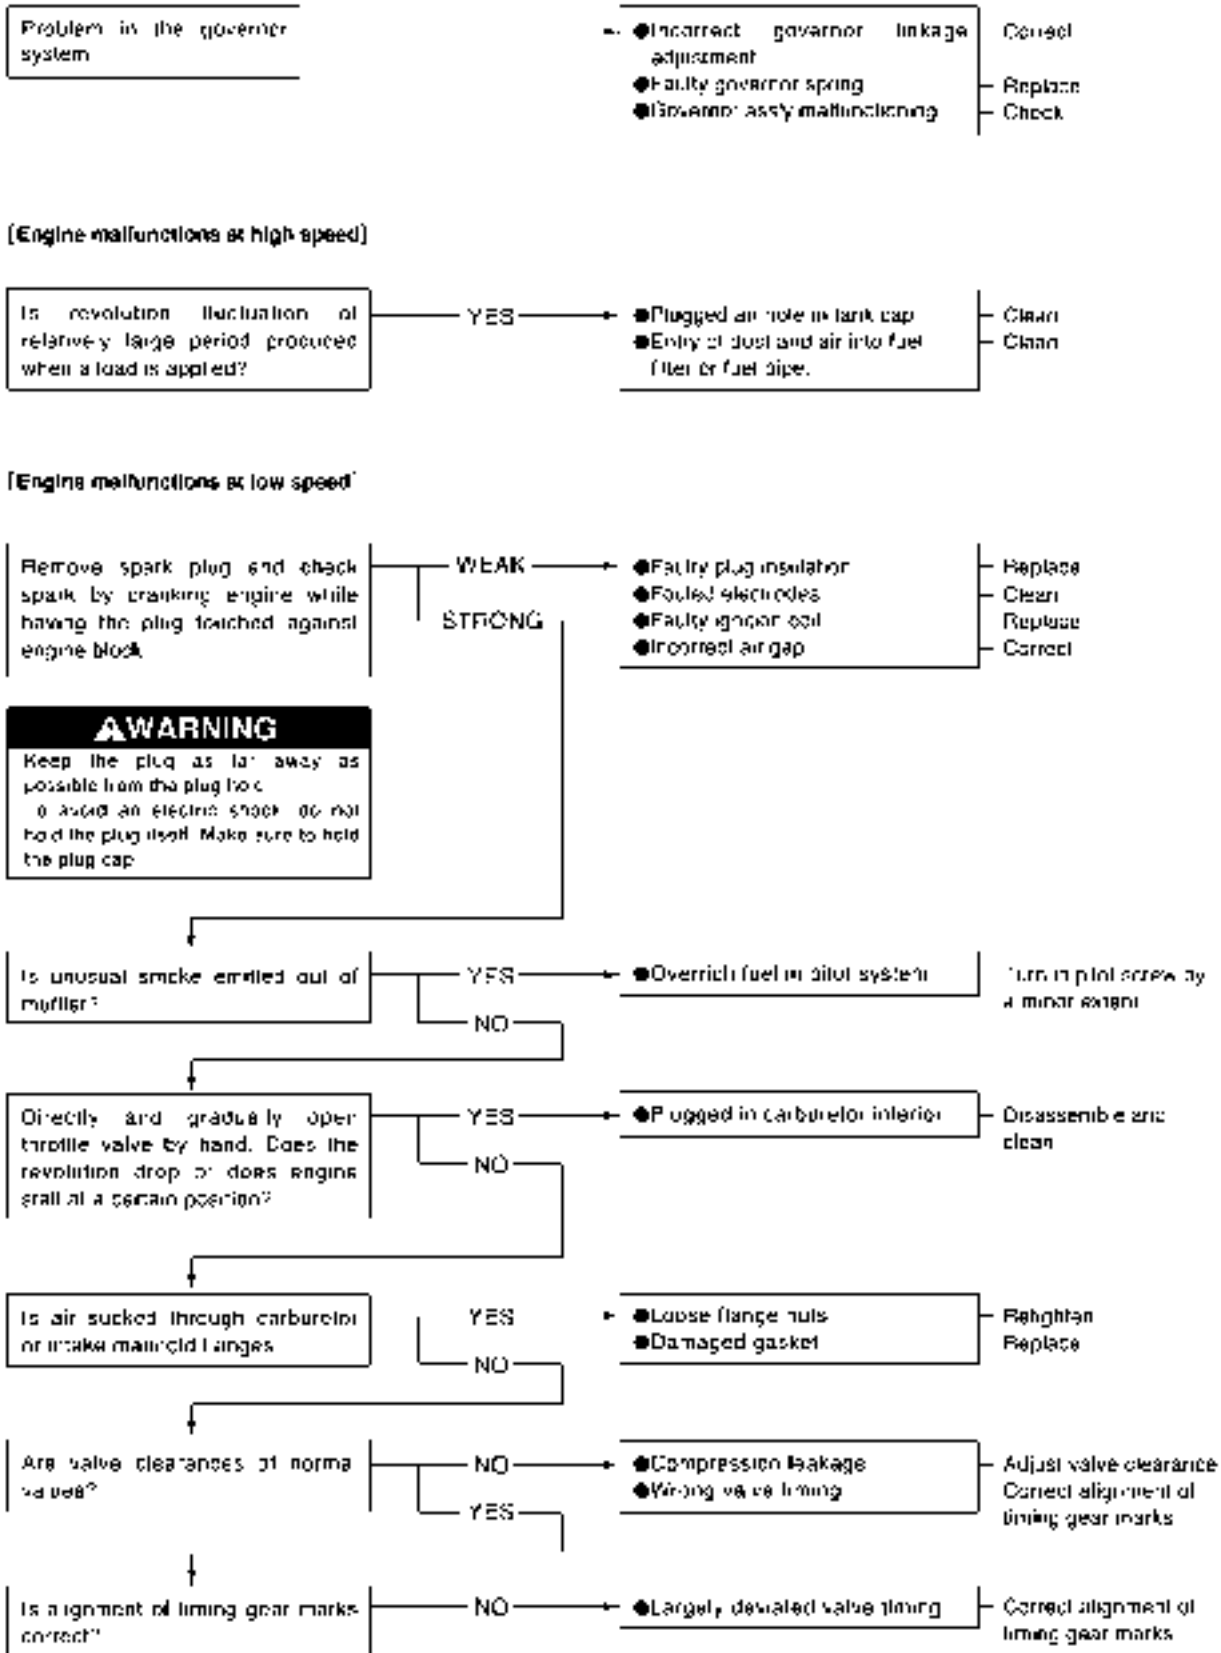 Problem in the governor
system
●Incorrect governor linkage
adjustment
●Faulty governor spring
●Governor ass'y malfunctioning
Correct
Replace
Check
[Engine malfunctions at high speed]
Is revolution fluctuation of
relatively large period produced
when a load is applied?
YES
●Plugged air hole in tank cap
●Entry of dust and air into fuel
filter or fuel pipe.
Clean
Clean
[Engine malfunctions at low speed]
Remove spark plug and check
spark by cranking engine while
having the plug touched against
engine block
WEAK
STRONG
●Faulty plug insulation
●Fouled electrodes
●Faulty ignition coil
●Incorrect air gap
Replace
Clean
Replace
Correct
⚠WARNING
Keep the plug as far away as
possible from the plug hole
To avoid an electric shock, do not
hold the plug itself. Make sure to hold
the plug cap
Is unusual smoke emitted out of
muffler?
YES
NO
●Overrich fuel in pilot system
Turn in pilot screw by
a minor extent
Directly and gradually open
throttle valve by hand. Does the
revolution drop or does engine
stall at a certain position?
YES
NO
●Plugged in carburetor interior
Disassemble and
clean
Is air sucked through carburetor
or intake manifold flanges
YES
NO
●Loose flange nuts
●Damaged gasket
Retighten
Replace
Are valve clearances of normal
values?
NO
YES
●Compression leakage
●Wrong valve timing
Adjust valve clearance
Correct alignment of
timing gear marks
Is alignment of timing gear marks
correct?
NO
●Largely deviated valve timing
Correct alignment of
timing gear marks